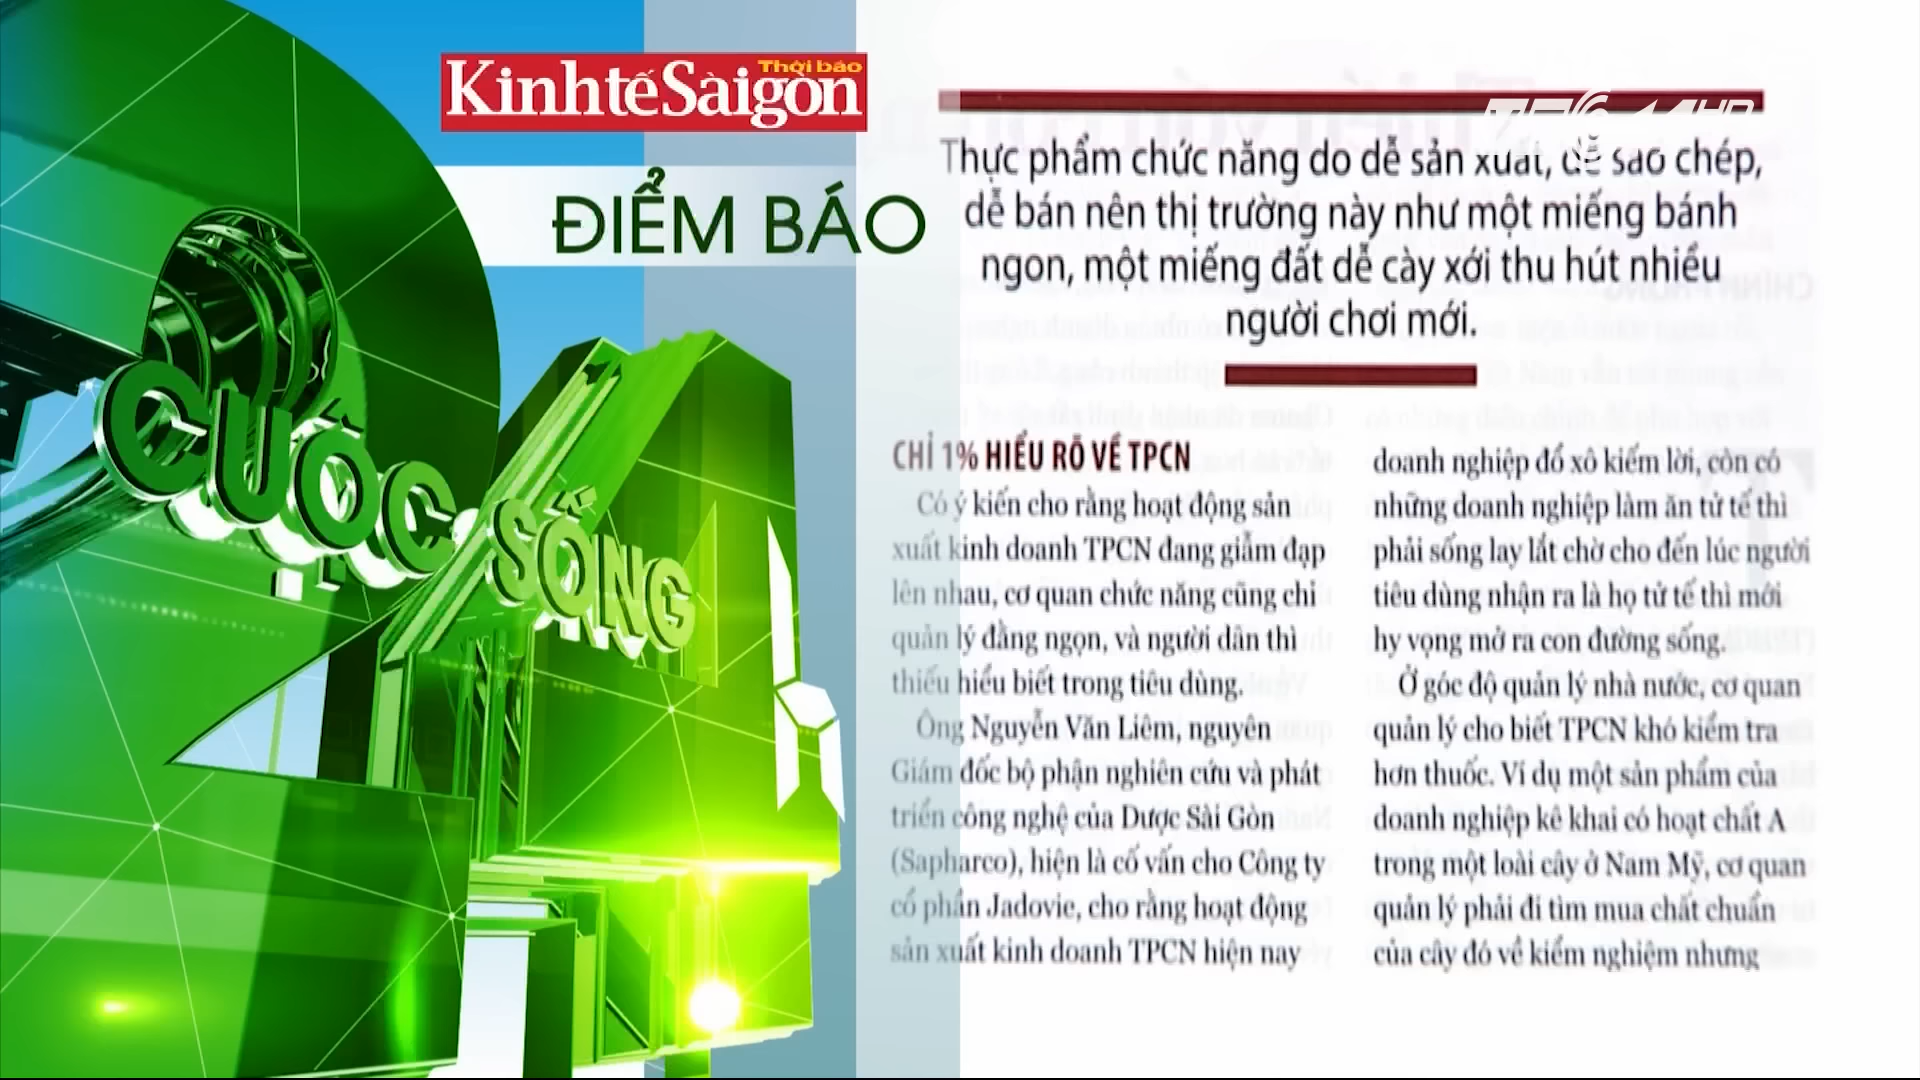 Thời báo
KinhtếSàigòn
ĐIỂM BÁO
CUỘC SỐNG
Thực phẩm chức năng do dễ sản xuất, dễ sao chép,
dễ bán nên thị trường này như một miếng bánh
ngon, một miếng đất dễ cày xới thu hút nhiều
người chơi mới.
CHỈ 1% HIỂU RÕ VỀ TPCN
Có ý kiến cho rằng hoạt động sản
xuất kinh doanh TPCN đang giẫm đạp
lên nhau, cơ quan chức năng cũng chỉ
quản lý đằng ngọn, và người dân thì
thiếu hiểu biết trong tiêu dùng.
Ông Nguyễn Văn Liêm, nguyên
Giám đốc bộ phận nghiên cứu và phát
triển công nghệ của Dược Sài Gòn
(Sapharco), hiện là cố vấn cho Công ty
cổ phần Jadovie, cho rằng hoạt động
sản xuất kinh doanh TPCN hiện nay
doanh nghiệp đổ xô kiếm lời, còn có
những doanh nghiệp làm ăn tử tế thì
phải sống lay lắt chờ cho đến lúc người
tiêu dùng nhận ra là họ tử tế thì mới
hy vọng mở ra con đường sống.
Ở góc độ quản lý nhà nước, cơ quan
quản lý cho biết TPCN khó kiểm tra
hơn thuốc. Ví dụ một sản phẩm của
doanh nghiệp kê khai có hoạt chất A
trong một loài cây ở Nam Mỹ, cơ quan
quản lý phải đi tìm mua chất chuẩn
của cây đó về kiểm nghiệm nhưng